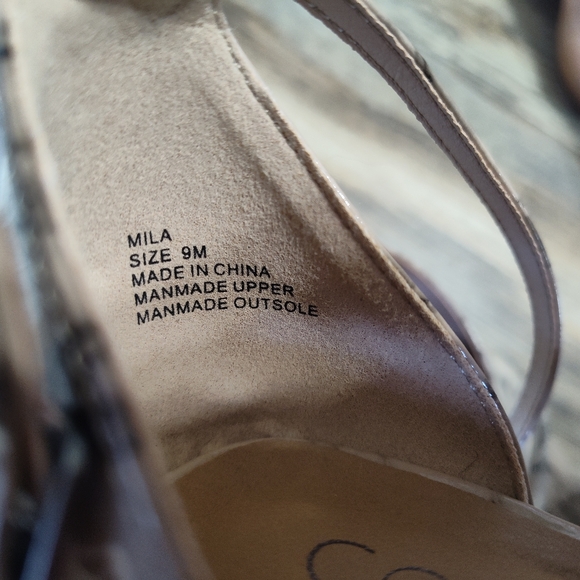 MILA
SIZE 9M
MADE IN CHINA
MANMADE UPPER
MANMADE OUTSOLE